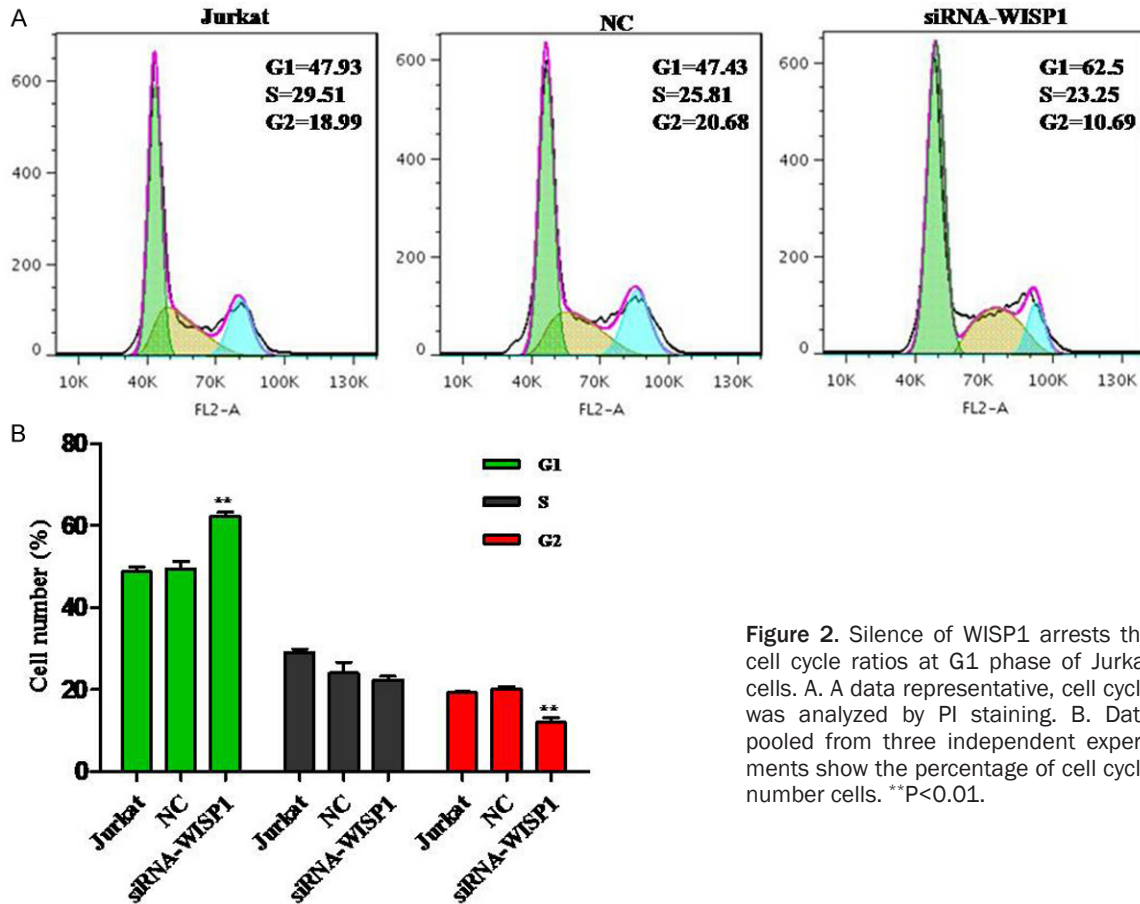 A
Jurkat
NC
siRNA-WISP1
G1=47.93
S=29.51
G2=18.99
G1=47.43
S=25.81
G2=20.68
G1=62.5
S=23.25
G2=10.69
600
400
200
0
600
400
200
0
600
400
200
0
10K 40K 70K 100K 130K
10K 40K 70K 100K 130K
10K 40K 70K 100K 130K
FL2-A
FL2-A
FL2-A
B
Cell number (%)
80
60
40
20
0
**
**
G1
S
G2
Jurkat
NC
siRNA-WISP1
Jurkat
NC
siRNA-WISP1
Jurkat
NC
siRNA-WISP1
Figure 2. Silence of WISP1 arrests th
cell cycle ratios at G1 phase of Jurka
cells. A. A data representative, cell cycl
was analyzed by PI staining. B. Dat
pooled from three independent exper
ments show the percentage of cell cycl
number cells. **P<0.01.